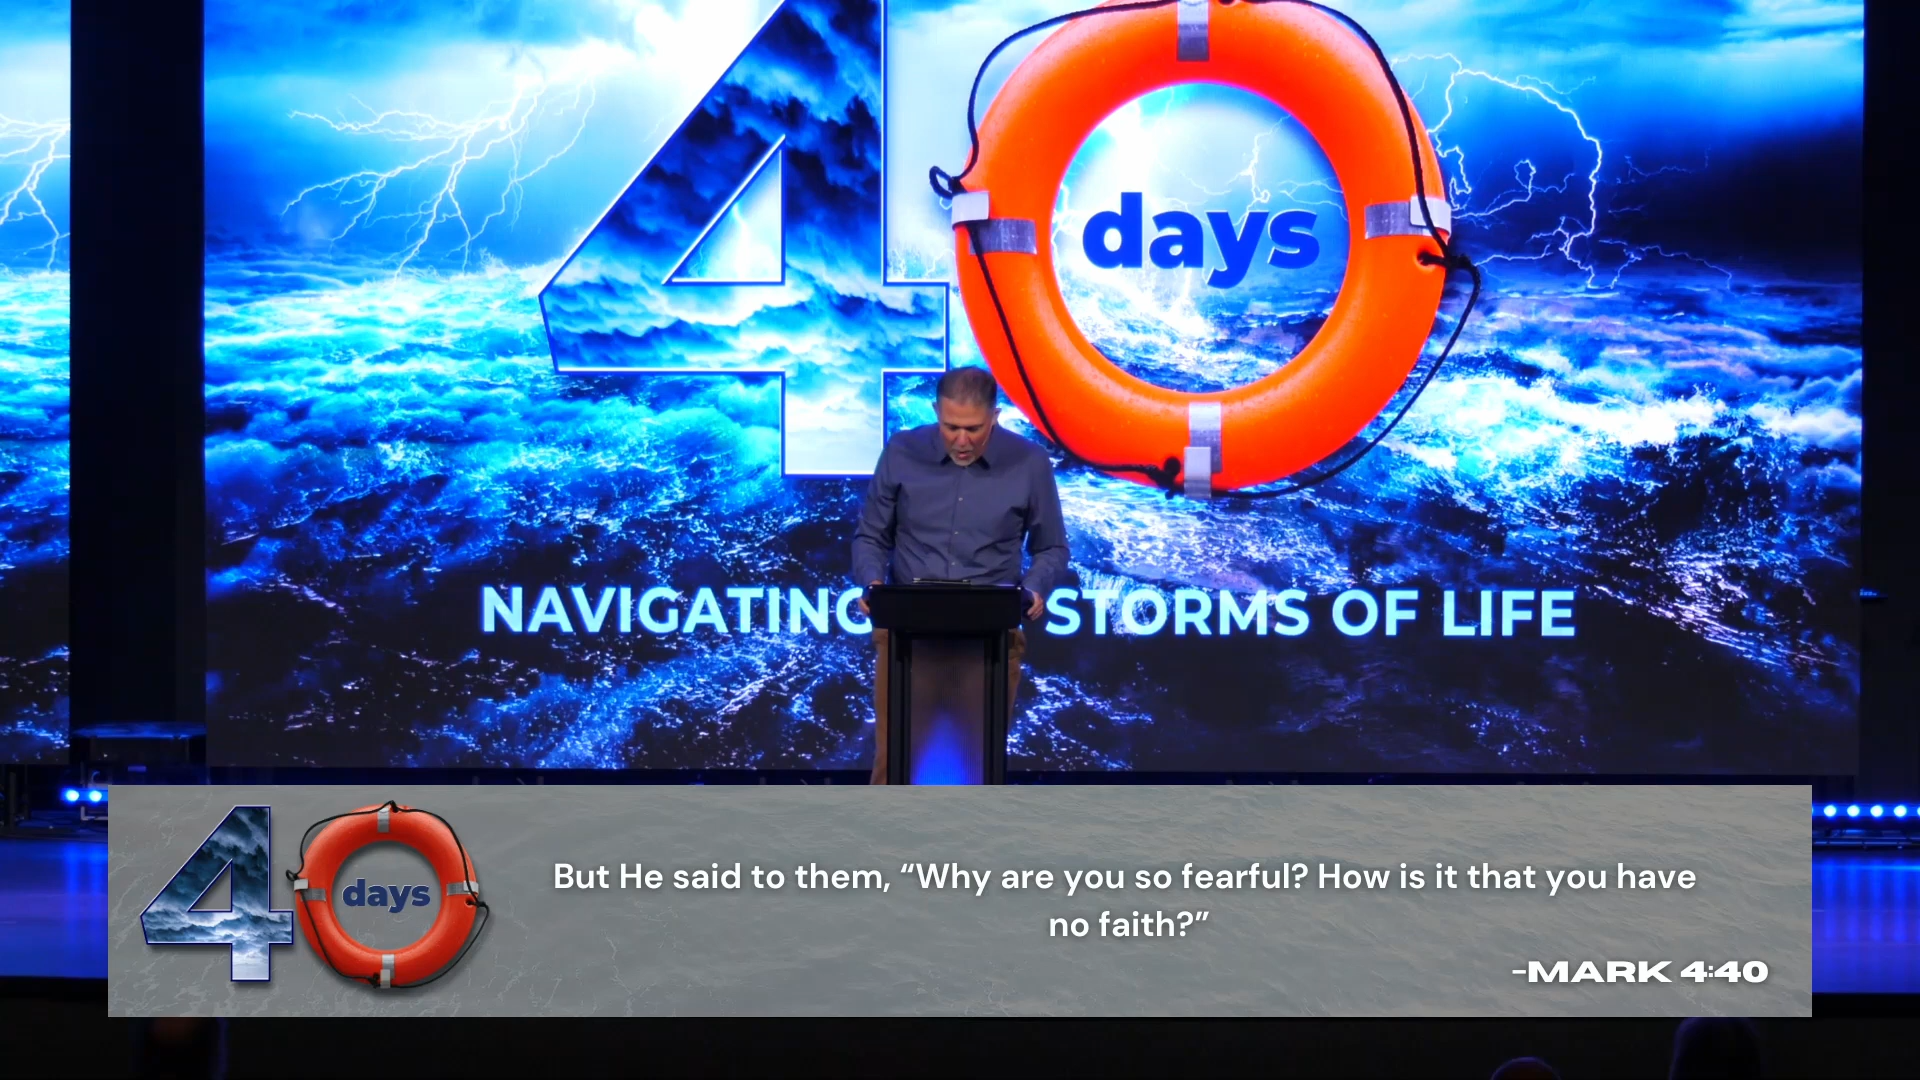 40
days
NAVIGATING STORMS OF LIFE
40
days
But He said to them, “Why are you so fearful? How is it that you have
no faith?”
-MARK 4:40